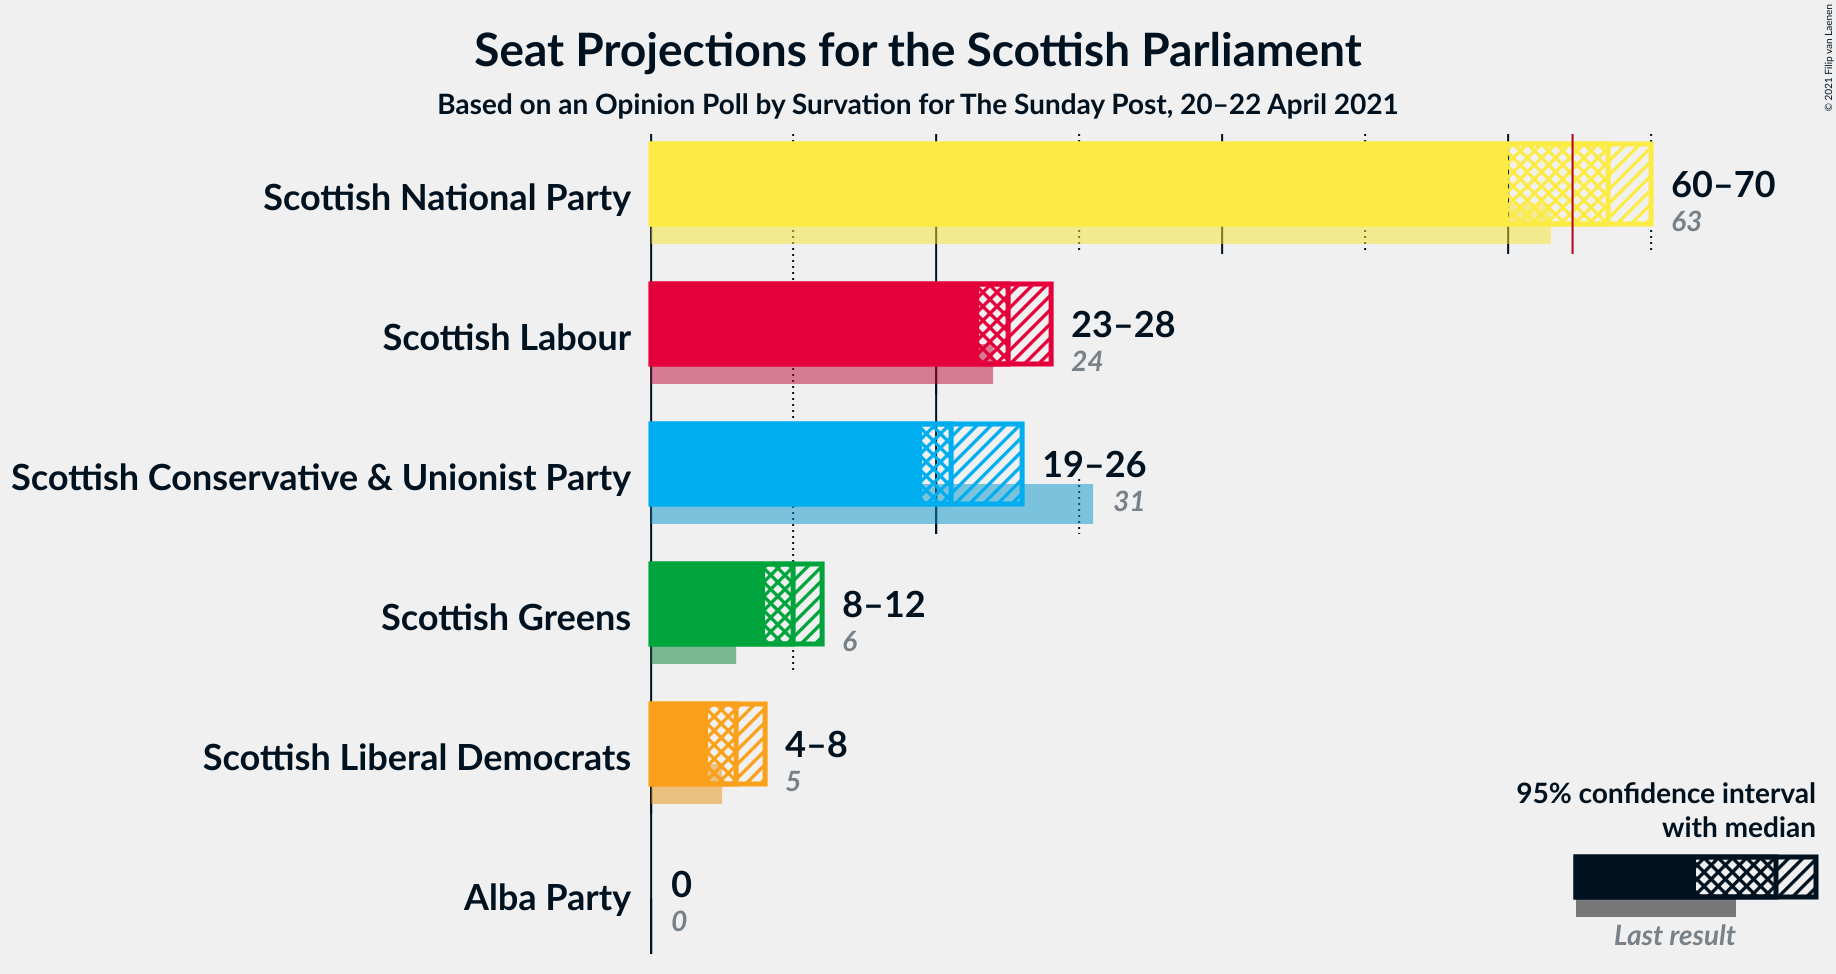 Seat Projections for the Scottish Parliament
Based on an Opinion Poll by Survation for The Sunday Post, 20–22 April 2021
© 2021 Filip van Laenen
Scottish National Party
60–70
63
Scottish Labour
23–28
24
Scottish Conservative & Unionist Party
19–26
31
Scottish Greens
8–12
6
Scottish Liberal Democrats
4–8
5
Alba Party
0
0
95% confidence interval
with median
Last result